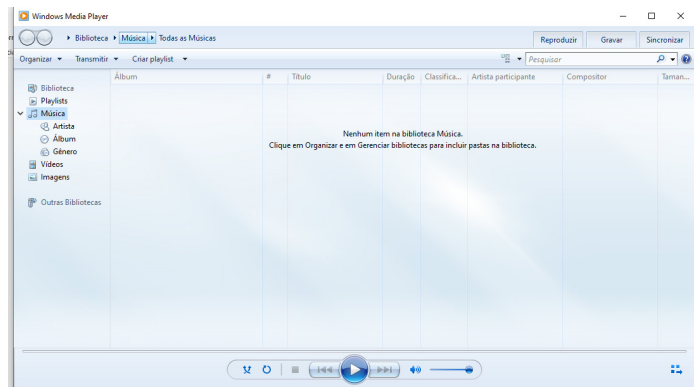 Windows Media Player
Biblioteca Música Todas as Músicas
Reproduzir Gravar Sincronizar
Organizar Transmitir Criar playlist
Pesquisar
Álbum # Título Duração Classifica... Artista participante Compositor Taman...
Biblioteca
Playlists
Música
Artista
Álbum
Gênero
Vídeos
Imagens
Outras Bibliotecas
Nenhum item na biblioteca Música.
Clique em Organizar e em Gerenciar bibliotecas para incluir pastas na biblioteca.